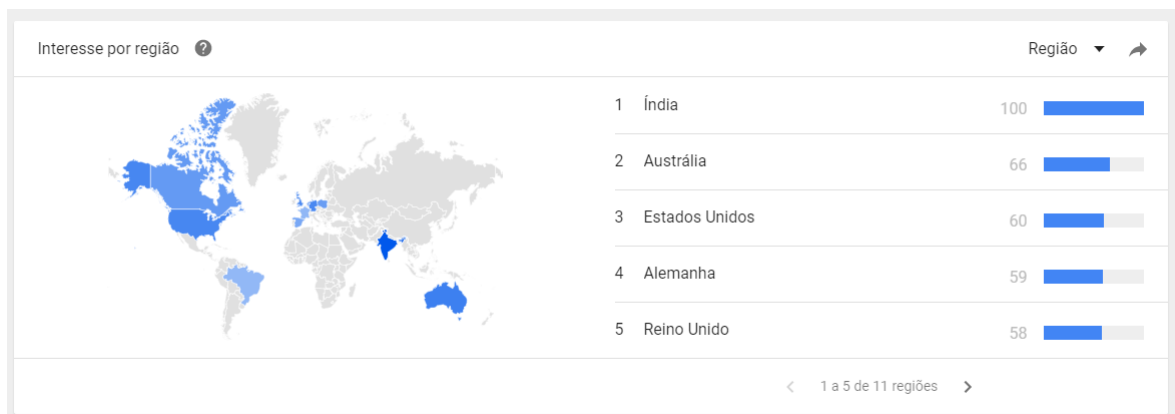 Interesse por região ?
Região
1 Índia 100
2 Austrália 66
3 Estados Unidos 60
4 Alemanha 59
5 Reino Unido 58
1 a 5 de 11 regiões